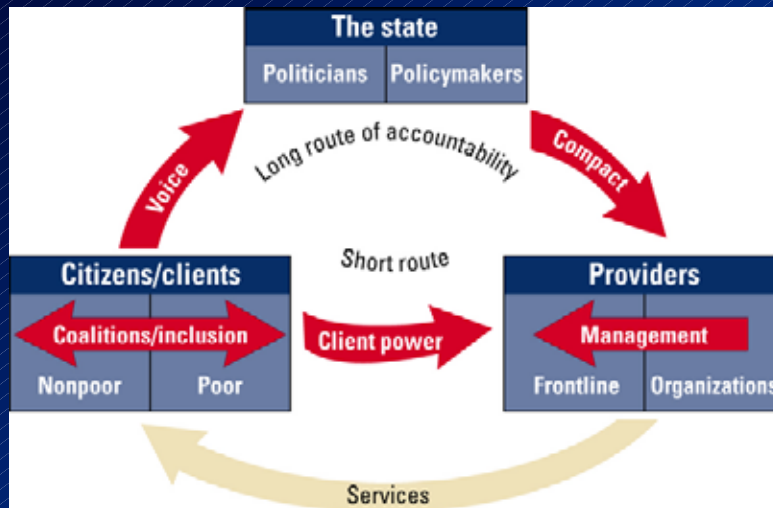 The state
Politicians Policymakers
Long route of accountability
Voice
Compact
Short route
Citizens/clients
Coalitions/inclusion
Nonpoor Poor
Client power
Providers
Management
Frontline Organizations
Services